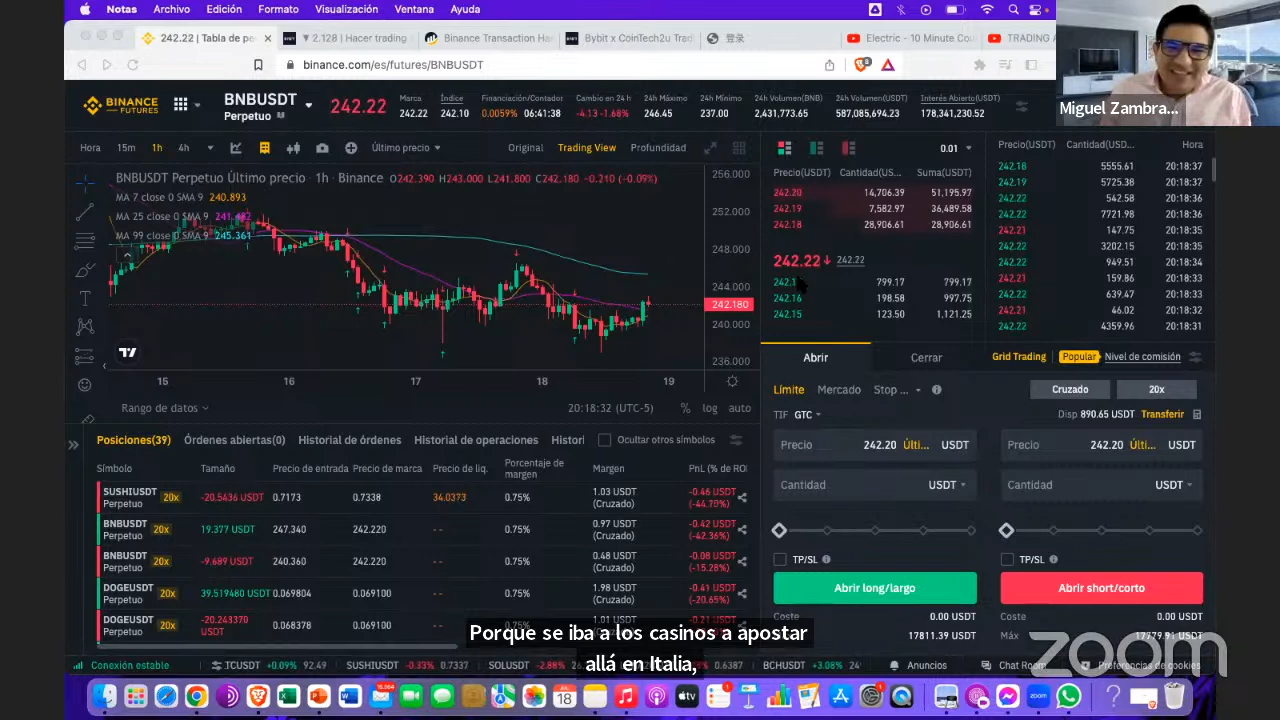 Notas Archivo Edición Formato Visualización Ventana Ayuda
242.22 | Tabla de pe
2.128 | Hacer trading
Binance Transaction His
Bybit x CoinTech2u Trad
登录
Electric - 10 Minute Cou
TRADING A
binance.com/es/futures/BNBUSDT
BINANCE FUTURES
BNBUSDT
Perpetuo
242.22
Marca Índice Financiación/Contador Cambio en 24 h 24h Máximo 24h Mínimo 24h Volumen(BNB) 24h Volumen(USDT) Interés Abierto(USDT)
242.22 242.10 0.0059% 06:41:38 -4.13 -1.68% 246.45 237.00 2,431,773.65 587,085,694.23 178,341,230.52
Miguel Zambra...
Hora 15m 1h 4h Último precio Original Trading View Profundidad
BNBUSDT Perpetuo Último precio · 1h · Binance O242.390 H243.000 L241.800 C242.180 -0.210 (-0.09%)
MA 7 close 0 SMA 9 240.893
MA 25 close 0 SMA 9
MA 99 close 0 SMA 9 245.361
256.000
252.000
248.000
244.000
242.180
240.000
236.000
15 16 17 18 19
Rango de datos 20:18:32 (UTC-5) % log auto
0.01
Precio(USDT) Cantidad(USD... Suma(USDT)
242.20 14,706.39 51,195.97
242.19 7,582.97 36,489.58
242.18 28,906.61 28,906.61
242.22 242.22
799.17 799.17
242.16 198.58 997.75
242.15 123.50 1,121.25
Precio(USDT) Cantidad(USD... Hora
242.18 5555.61 20:18:37
242.19 5725.38 20:18:37
242.22 542.58 20:18:36
242.22 7721.98 20:18:36
242.21 147.75 20:18:35
242.22 3202.15 20:18:35
242.22 949.51 20:18:34
242.21 159.86 20:18:33
242.22 639.47 20:18:33
242.21 46.02 20:18:32
242.22 4359.96 20:18:31
Abrir Cerrar Grid Trading Popular Nivel de comisión
Límite Mercado Stop ... Cruzado 20x
TIF GTC Disp 890.65 USDT Transferir
Precio 242.20 Últi... USDT
Precio 242.20 Últi... USDT
Cantidad USDT
Cantidad USDT
TP/SL
TP/SL
Abrir long/largo
Abrir short/corto
0.00 USDT Coste 0.00 USDT
17811.39 USDT Máx 17779.91 USDT
Posiciones(39) Órdenes abiertas(0) Historial de órdenes Historial de operaciones Histori Ocultar otros símbolos
Símbolo Tamaño Precio de entrada Precio de marca Precio de liq. Porcentaje de margen Margen PnL (% de ROI
SUSHIUSDT Perpetuo 20x -20.5436 USDT 0.7173 0.7338 34.0373 0.75% 1.03 USDT (Cruzado) -0.46 USDT (-44.79%)
BNBUSDT Perpetuo 20x 19.377 USDT 247.340 242.220 -- 0.75% 0.97 USDT (Cruzado) -0.42 USDT (-42.36%)
BNBUSDT Perpetuo 20x -9.689 USDT 240.360 242.220 -- 0.75% 0.48 USDT (Cruzado) -0.08 USDT (-15.28%)
DOGEUSDT Perpetuo 20x 39.519480 USDT 0.069804 0.069100 -- 0.75% 1.98 USDT (Cruzado) -0.41 USDT (-20.65%)
DOGEUSDT Perpetuo 20x -20.243370 USDT 0.068378 0.069100 -- 0.75% 1.01 USDT -0.21 USDT
Porque se iba a los casinos a apostar
allá en Italia,
Conexión estable TCUSDT +0.09% 92.49 SUSHIUSDT -0.33% 0.7337 SOLUSDT 0.6387 BCHUSDT +3.08% Anuncios Chat Room Preferencias de cookies
zoom